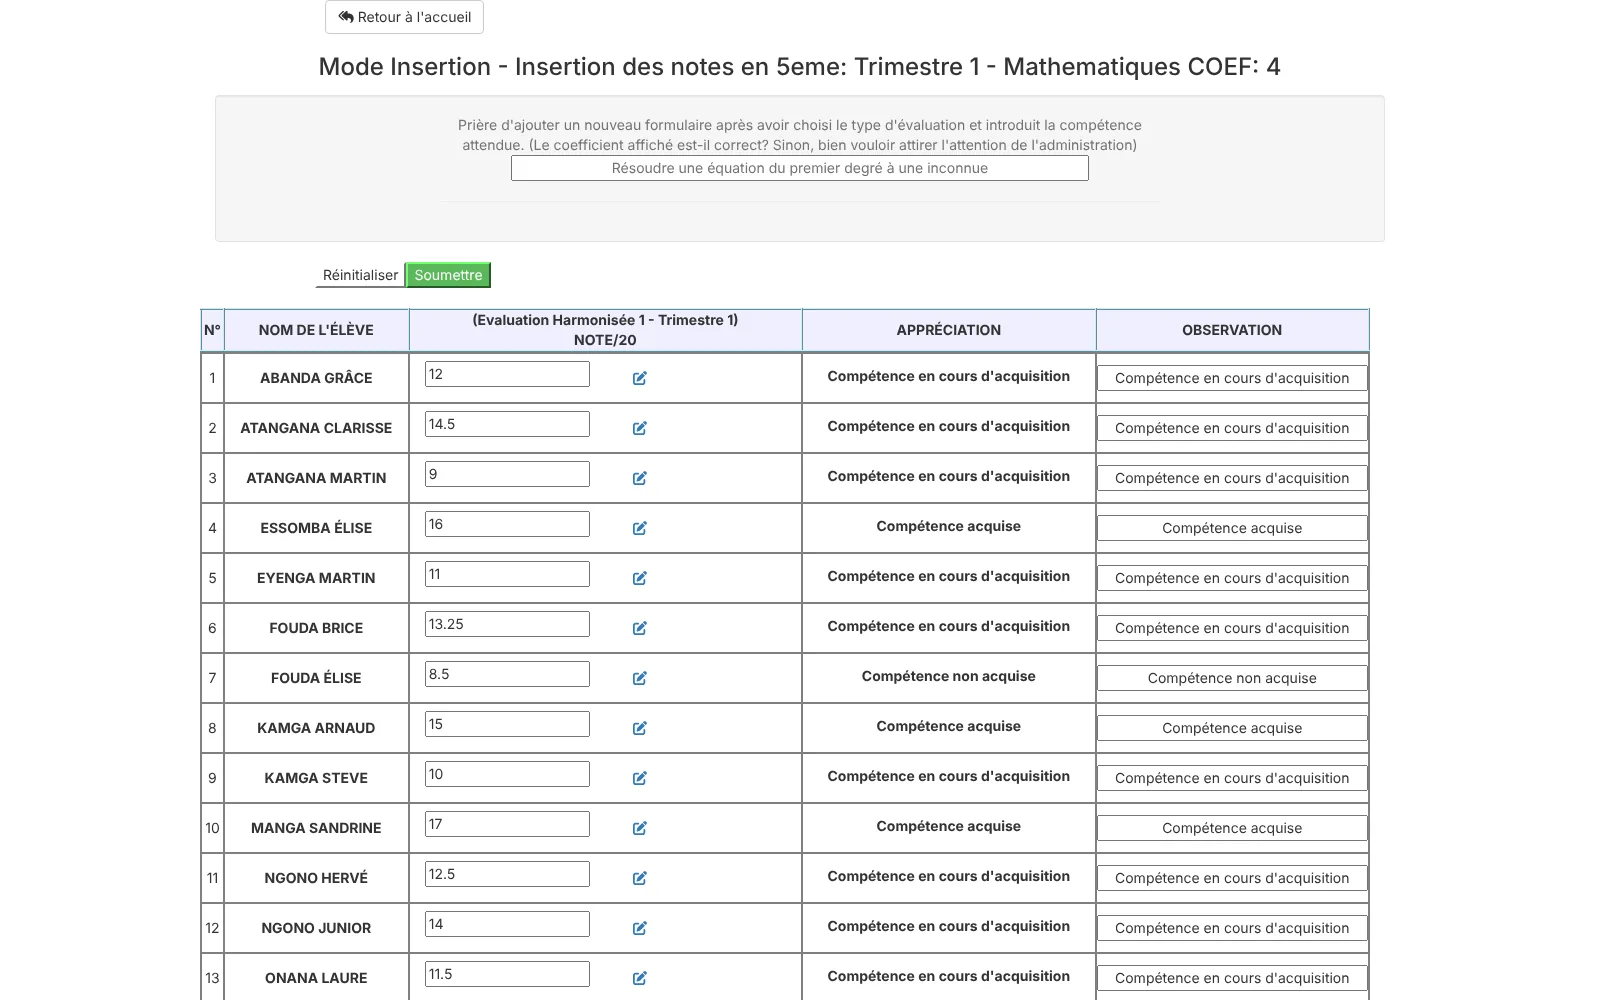 Retour à l'accueil
Mode Insertion - Insertion des notes en 5eme: Trimestre 1 - Mathematiques COEF: 4
Prière d'ajouter un nouveau formulaire après avoir choisi le type d'évaluation et introduit la compétence
attendue. (Le coefficient affiché est-il correct? Sinon, bien vouloir attirer l'attention de l'administration)
Résoudre une équation du premier degré à une inconnue
Réinitialiser Soumettre
N° NOM DE L'ÉLÈVE (Evaluation Harmonisée 1 - Trimestre 1) NOTE/20 APPRÉCIATION OBSERVATION
1 ABANDA GRÂCE 12 Compétence en cours d'acquisition Compétence en cours d'acquisition
2 ATANGANA CLARISSE 14.5 Compétence en cours d'acquisition Compétence en cours d'acquisition
3 ATANGANA MARTIN 9 Compétence en cours d'acquisition Compétence en cours d'acquisition
4 ESSOMBA ÉLISE 16 Compétence acquise Compétence acquise
5 EYENGA MARTIN 11 Compétence en cours d'acquisition Compétence en cours d'acquisition
6 FOUDA BRICE 13.25 Compétence en cours d'acquisition Compétence en cours d'acquisition
7 FOUDA ÉLISE 8.5 Compétence non acquise Compétence non acquise
8 KAMGA ARNAUD 15 Compétence acquise Compétence acquise
9 KAMGA STEVE 10 Compétence en cours d'acquisition Compétence en cours d'acquisition
10 MANGA SANDRINE 17 Compétence acquise Compétence acquise
11 NGONO HERVÉ 12.5 Compétence en cours d'acquisition Compétence en cours d'acquisition
12 NGONO JUNIOR 14 Compétence en cours d'acquisition Compétence en cours d'acquisition
13 ONANA LAURE 11.5 Compétence en cours d'acquisition Compétence en cours d'acquisition